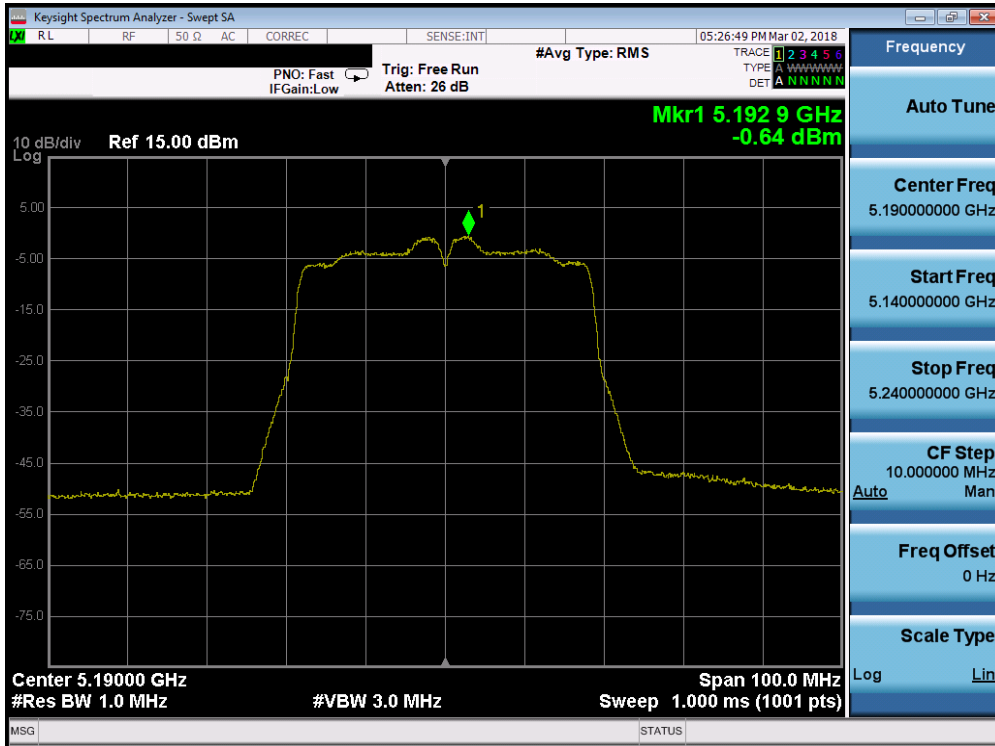 Keysight Spectrum Analyzer - Swept SA
LXI RL RF 50 Ω AC CORREC SENSE:INT 05:26:49 PM Mar 02, 2018
PNO: Fast
IFGain:Low
Trig: Free Run
Atten: 26 dB
#Avg Type: RMS
TRACE 1 2 3 4 5 6
TYPE A WWWWW
DET A N N N N N
Mkr1 5.192 9 GHz
-0.64 dBm
10 dB/div
Log
Ref 15.00 dBm
1
5.00
-5.00
-15.0
-25.0
-35.0
-45.0
-55.0
-65.0
-75.0
Center 5.19000 GHz
Span 100.0 MHz
#Res BW 1.0 MHz
#VBW 3.0 MHz
Sweep 1.000 ms (1001 pts)
MSG
STATUS
Frequency
Auto Tune
Center Freq
5.190000000 GHz
Start Freq
5.140000000 GHz
Stop Freq
5.240000000 GHz
CF Step
10.000000 MHz
Auto Man
Freq Offset
0 Hz
Scale Type
Log Lin